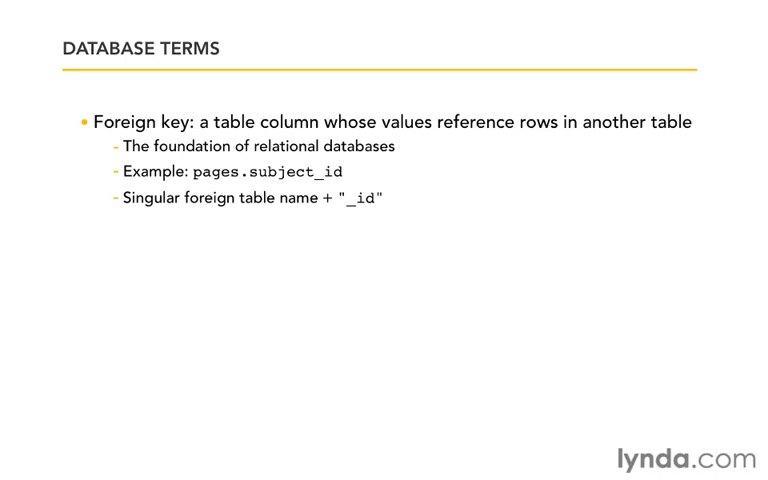 DATABASE TERMS
• Foreign key: a table column whose values reference rows in another table
- The foundation of relational databases
- Example: pages.subject_id
- Singular foreign table name + "_id"
lynda.com